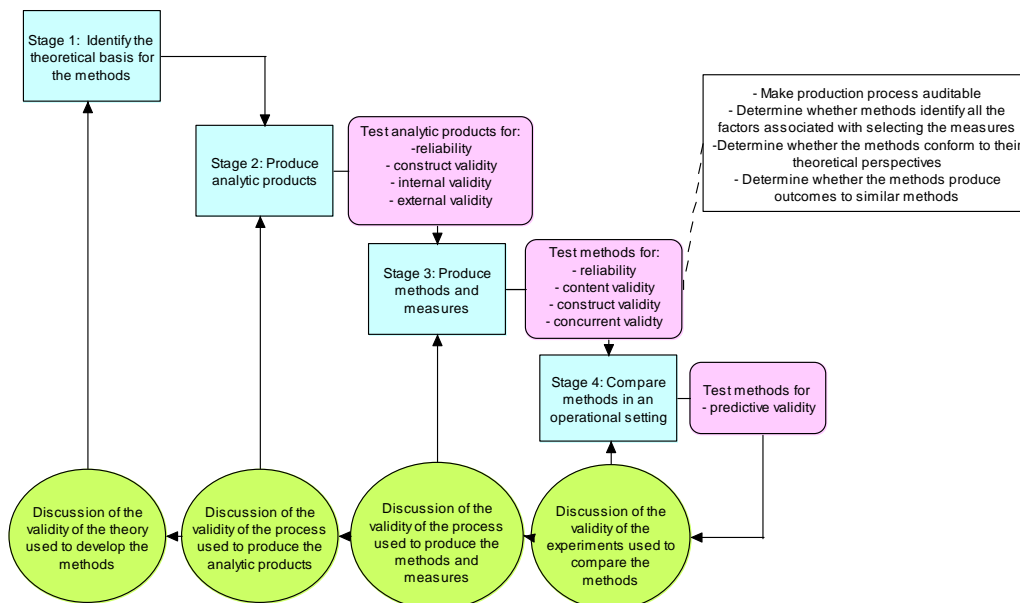 Stage 1:  Identify the
theoretical basis for
the methods
- Make production process auditable
- Determine whether methods identify all the
factors associated with selecting the measures
-Determine whether the methods conform to their
theoretical perspectives
- Determine whether the methods produce
outcomes to similar methods
Stage 2: Produce
analytic products
Test analytic products for:
-reliability
- construct validity
- internal validity
- external validity
Stage 3: Produce
methods and
measures
Test methods for:
- reliability
- content validity
- construct validity
- concurrent validty
Stage 4: Compare
methods in an
operational setting
Test methods for
- predictive validity
Discussion of the
validity of the theory
used to develop the
methods
Discussion of the
validity of the process
used to produce the
analytic products
Discussion of the
validity of the process
used to produce the
methods and
measures
Discussion of the
validity of the
experiments used to
compare the
methods